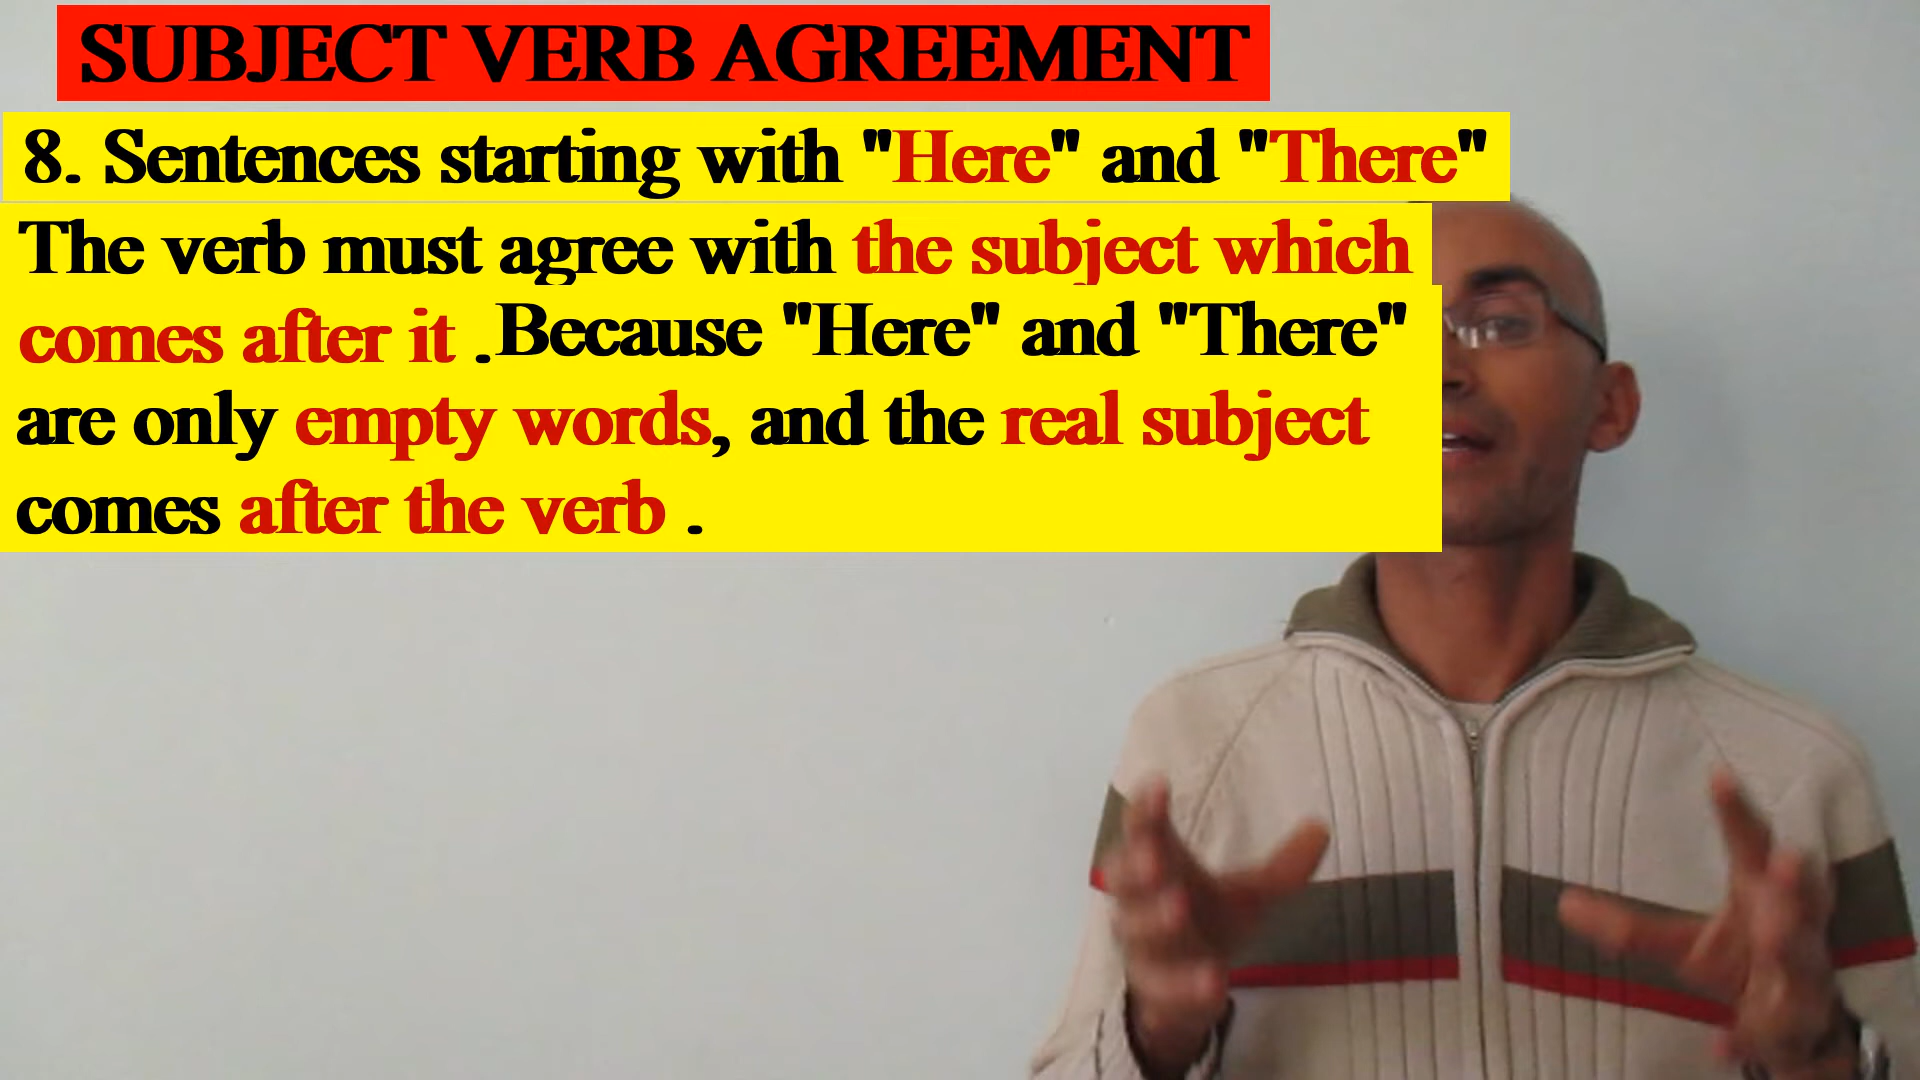 SUBJECT VERB AGREEMENT
8. Sentences starting with "Here" and "There"
The verb must agree with the subject which
comes after it .Because "Here" and "There"
are only empty words, and the real subject
comes after the verb .